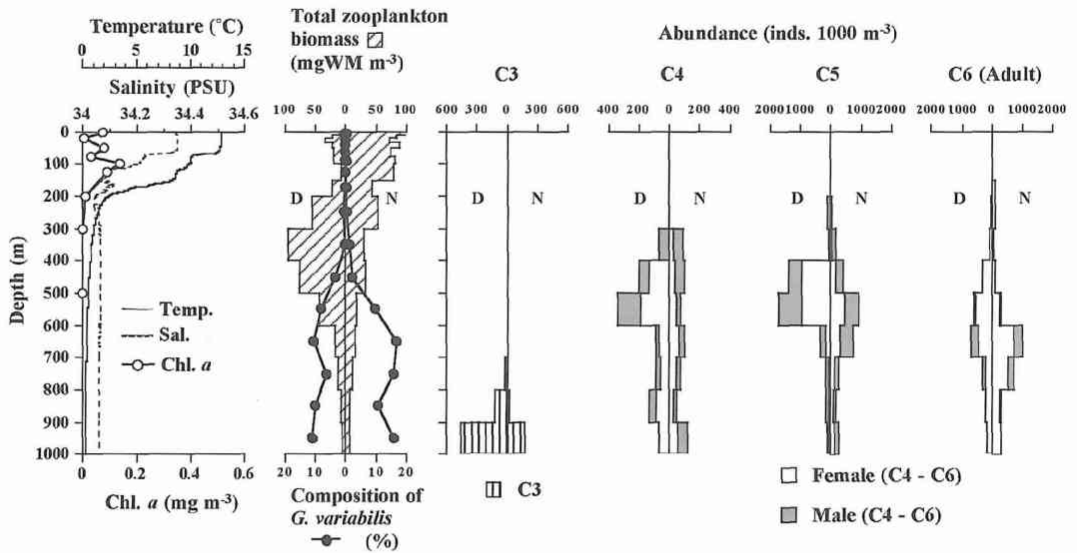 Temperature (°C)
0 5 10 15
Salinity (PSU)
34 34.2 34.4 34.6
Total zooplankton
biomass
(mgWM m-3)
100 50 0 50 100
Abundance (inds. 1000 m-3)
C3
600 300 0 300 600
C4
400 200 0 200 400
C5
2000 1000 0 1000 2000
C6 (Adult)
2000 1000 0 1000 2000
Depth (m)
0
100
200
300
400
500
600
700
800
900
1000
D N
D N
D N
D N
D N
Temp.
Sal.
Chl. a
0 0.2 0.4 0.6
Chl. a (mg m-3)
20 10 0 10 20
Composition of
G. variabilis
(%)
C3
Female (C4 - C6)
Male (C4 - C6)